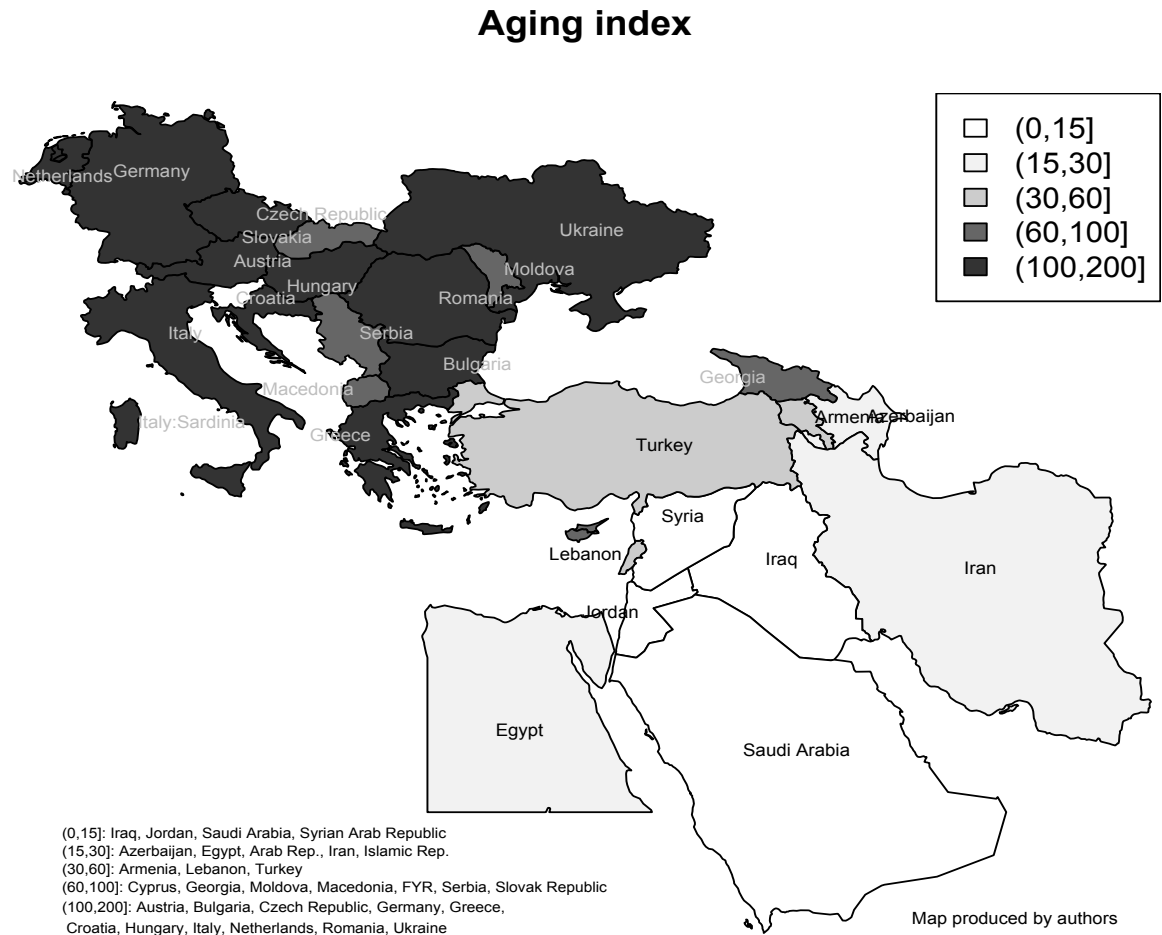 Aging index
(0,15]
(15,30]
(30,60]
(60,100]
(100,200]
Netherlands
Germany
Czech Republic
Slovakia
Ukraine
Austria
Moldova
Hungary
Croatia
Romania
Italy
Serbia
Bulgaria
Georgia
Macedonia
Armenia
Azerbaijan
Italy:Sardinia
Greece
Turkey
Syria
Lebanon
Iraq
Iran
Jordan
Egypt
Saudi Arabia
(0,15]: Iraq, Jordan, Saudi Arabia, Syrian Arab Republic
(15,30]: Azerbaijan, Egypt, Arab Rep., Iran, Islamic Rep.
(30,60]: Armenia, Lebanon, Turkey
(60,100]: Cyprus, Georgia, Moldova, Macedonia, FYR, Serbia, Slovak Republic
(100,200]: Austria, Bulgaria, Czech Republic, Germany, Greece,
Croatia, Hungary, Italy, Netherlands, Romania, Ukraine
Map produced by authors